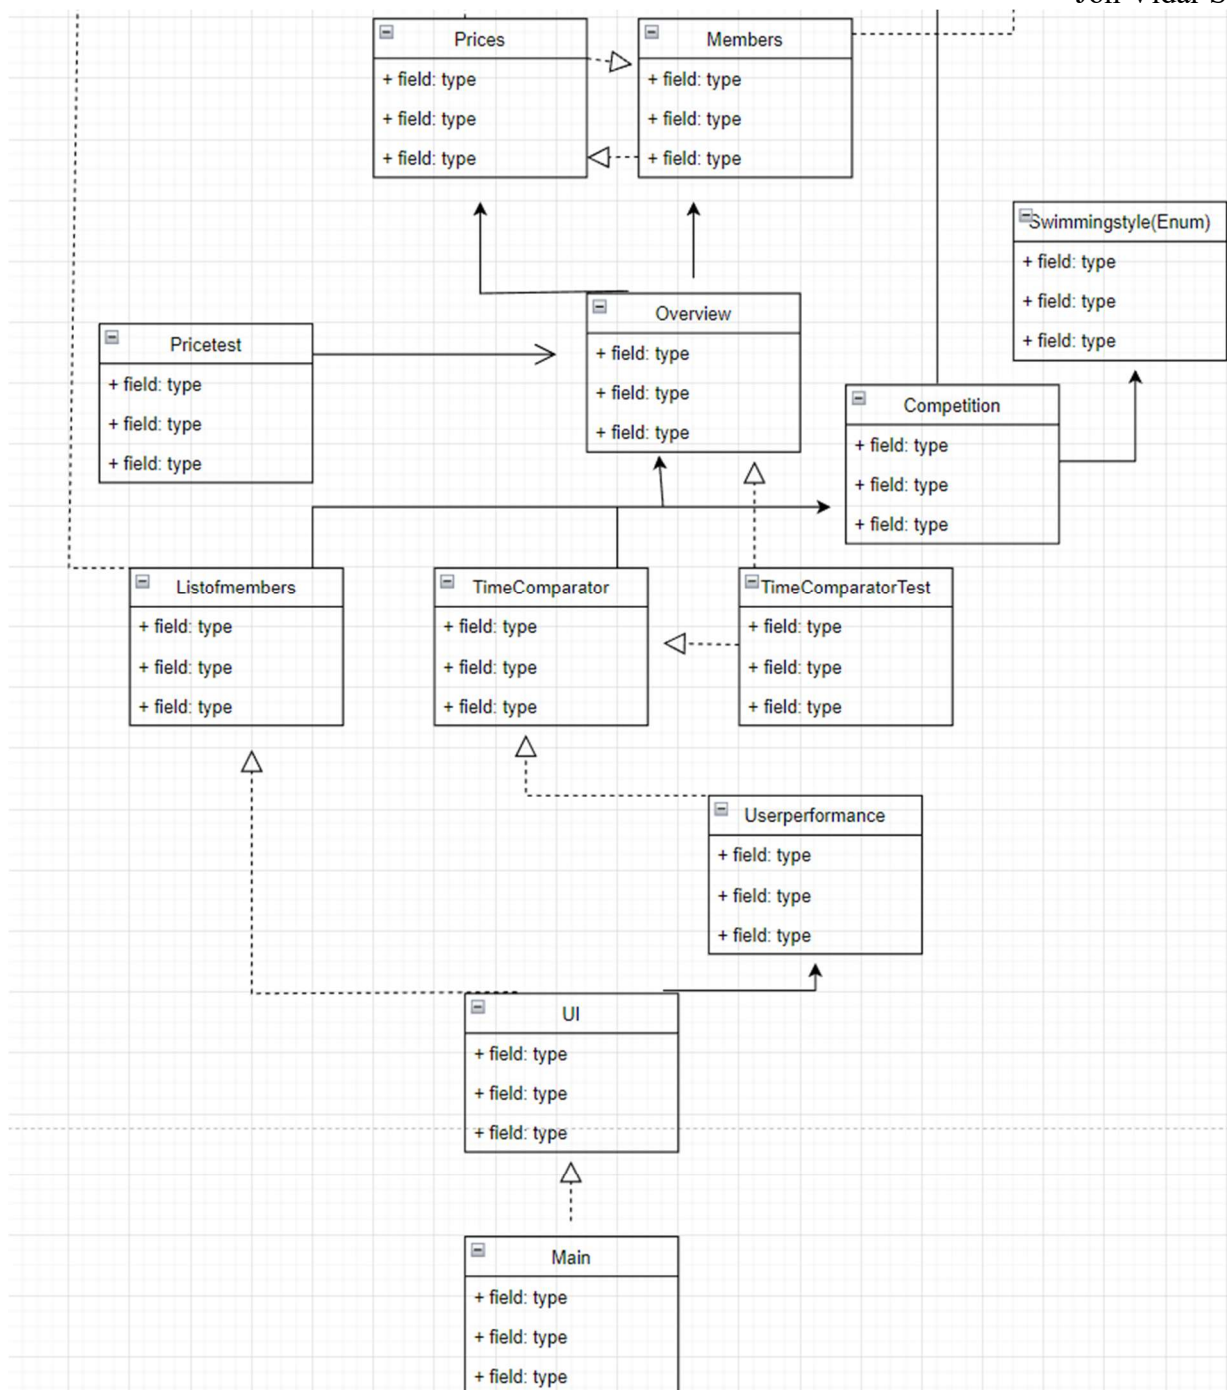 Prices
+ field: type
+ field: type
+ field: type
Members
+ field: type
+ field: type
+ field: type
Swimmingstyle(Enum)
+ field: type
+ field: type
+ field: type
Overview
+ field: type
+ field: type
+ field: type
Pricetest
+ field: type
+ field: type
+ field: type
Competition
+ field: type
+ field: type
+ field: type
Listofmembers
+ field: type
+ field: type
+ field: type
TimeComparator
+ field: type
+ field: type
+ field: type
TimeComparatorTest
+ field: type
+ field: type
+ field: type
Userperformance
+ field: type
+ field: type
+ field: type
UI
+ field: type
+ field: type
+ field: type
Main
+ field: type
+ field: type
+ field: type